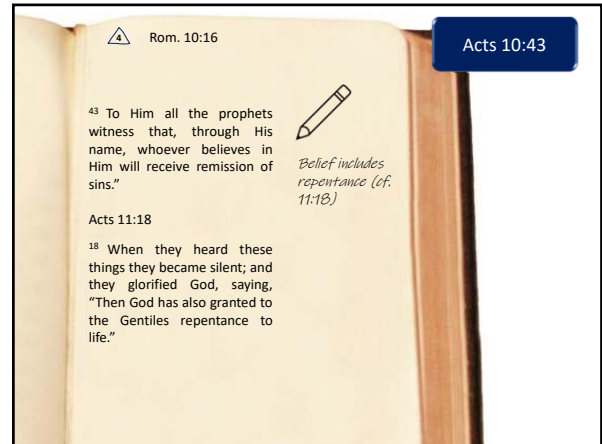 4 Rom. 10:16
Acts 10:43
43 To Him all the prophets
witness that, through His
name, whoever believes in
Him will receive remission of
sins.”
Belief includes
repentance (cf.
11:18)
Acts 11:18
18 When they heard these
things they became silent; and
they glorified God, saying,
“Then God has also granted to
the Gentiles repentance to
life.”